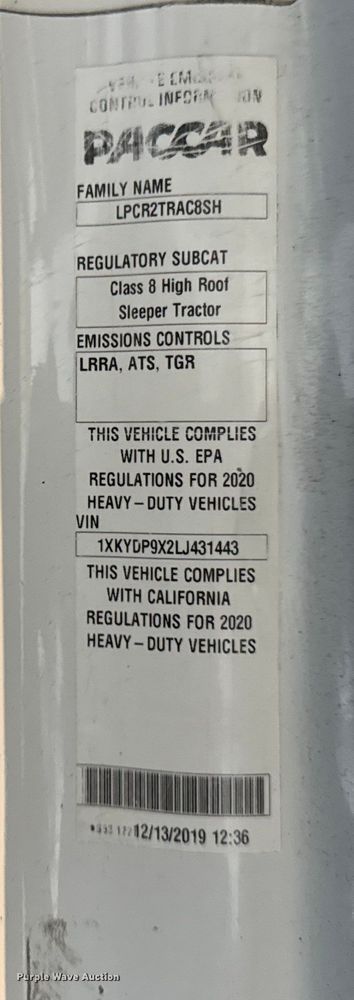 CONTROL INFORMATION
PACCAR
FAMILY NAME
LPCR2TRAC8SH
REGULATORY SUBCAT
Class 8 High Roof
Sleeper Tractor
EMISSIONS CONTROLS
LRRA, ATS, TGR
THIS VEHICLE COMPLIES
WITH U.S. EPA
REGULATIONS FOR 2020
HEAVY-DUTY VEHICLES
VIN
1XKYDP9X2LJ431443
THIS VEHICLE COMPLIES
WITH CALIFORNIA
REGULATIONS FOR 2020
HEAVY-DUTY VEHICLES
12/13/2019 12:36
Purple Wave Auction